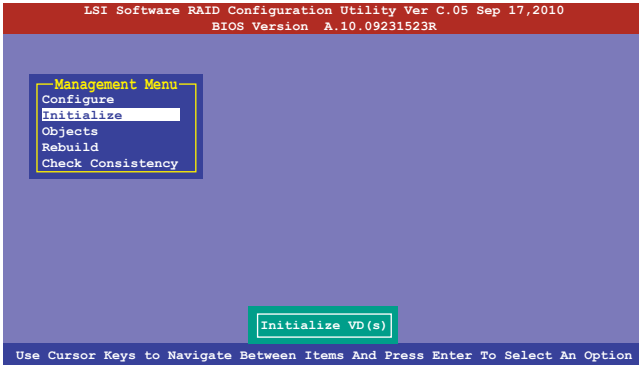 LSI Software RAID Configuration Utility Ver C.05 Sep 17,2010
BIOS Version A.10.09231523R
Management Menu
Configure
Initialize
Objects
Rebuild
Check Consistency
Initialize VD(s)
Use Cursor Keys to Navigate Between Items And Press Enter To Select An Option